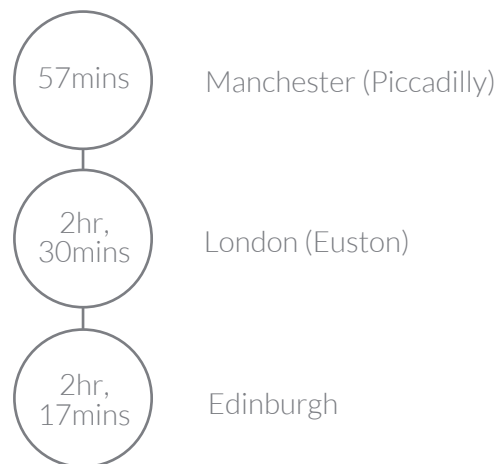 57mins
Manchester (Piccadilly)
2hr,
30mins
London (Euston)
2hr,
17mins
Edinburgh